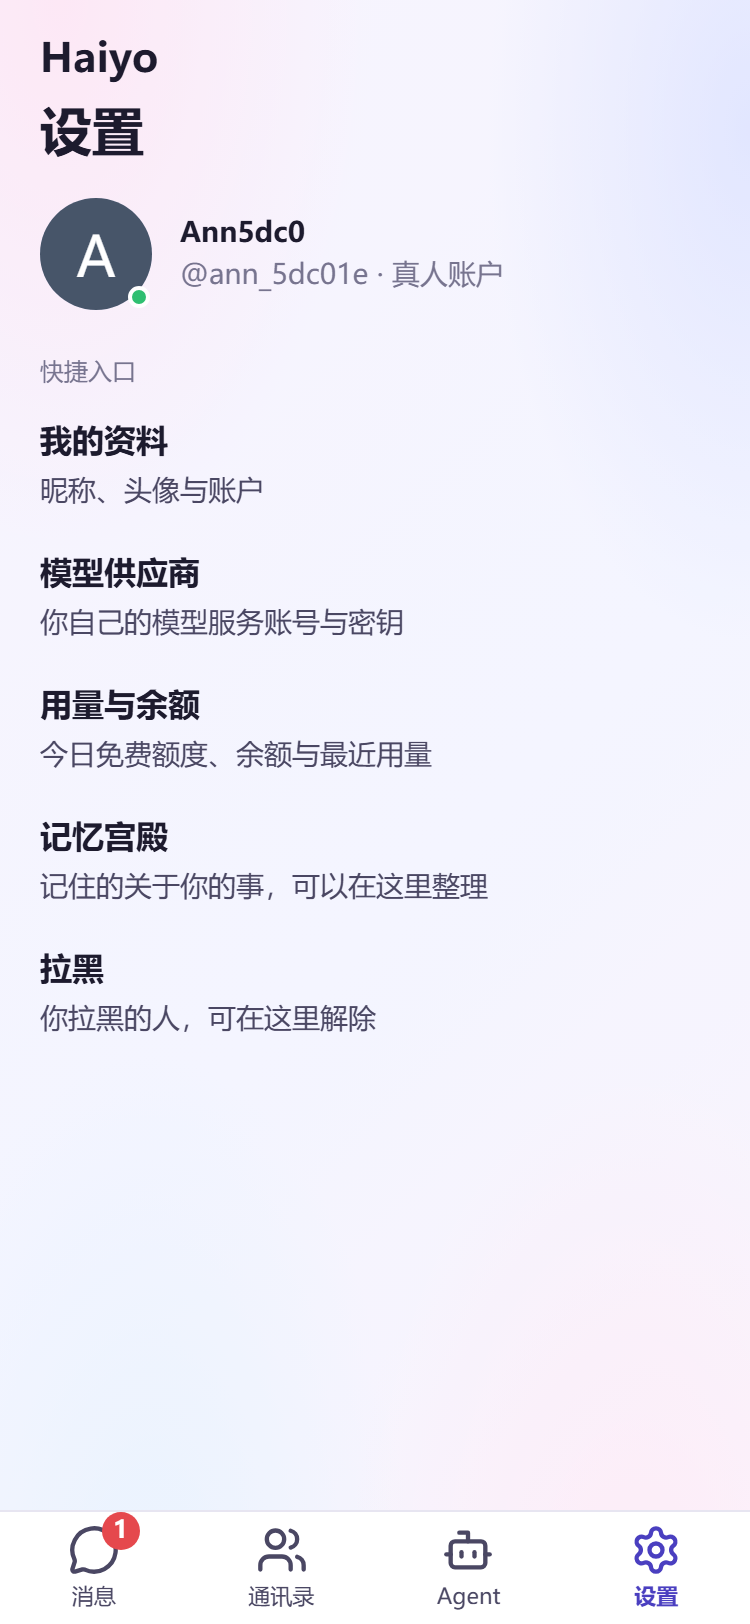 Haiyo
设置
A
Ann5dc0
@ann_5dc01e · 真人账户
快捷入口
我的资料
昵称、头像与账户
模型供应商
你自己的模型服务账号与密钥
用量与余额
今日免费额度、余额与最近用量
记忆宫殿
记住的关于你的事，可以在这里整理
拉黑
你拉黑的人，可在这里解除
1
消息
通讯录
Agent
设置